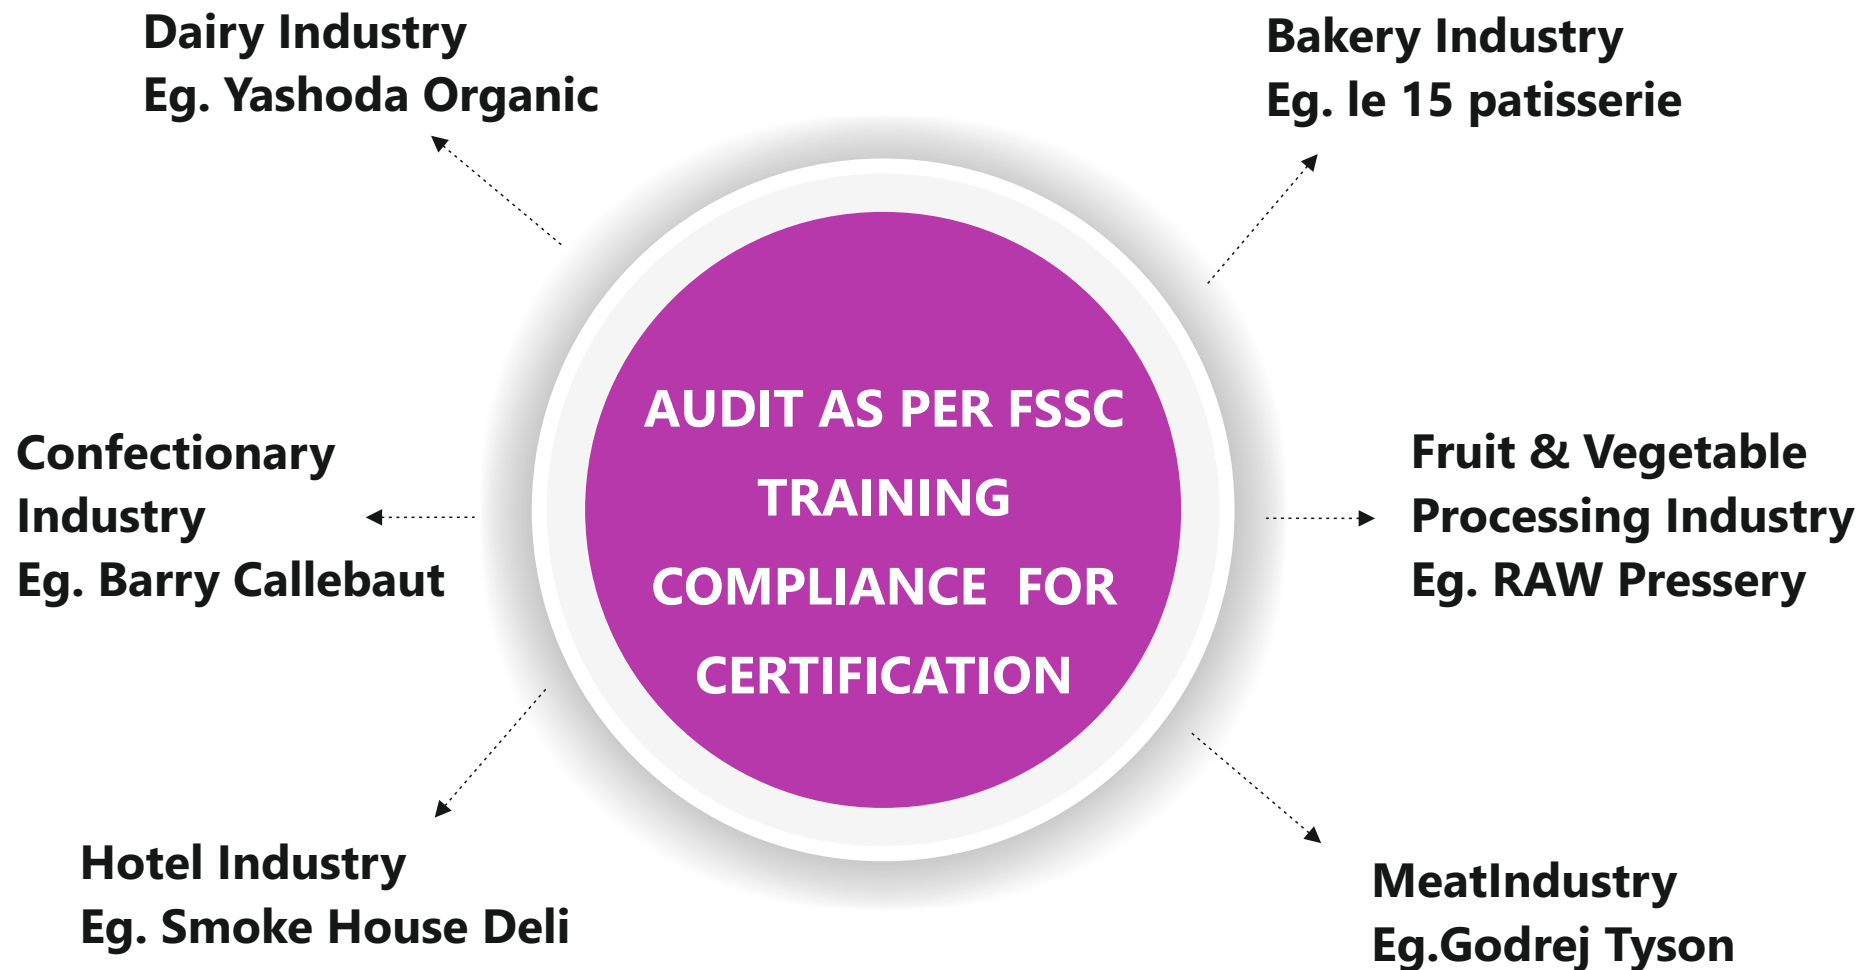 Dairy Industry
Eg. Yashoda Organic
Bakery Industry
Eg. le 15 patisserie
AUDIT AS PER FSSC
TRAINING
COMPLIANCE FOR
CERTIFICATION
Confectionary
Industry
Eg. Barry Callebaut
Fruit & Vegetable
Processing Industry
Eg. RAW Pressery
Hotel Industry
Eg. Smoke House Deli
MeatIndustry
Eg.Godrej Tyson